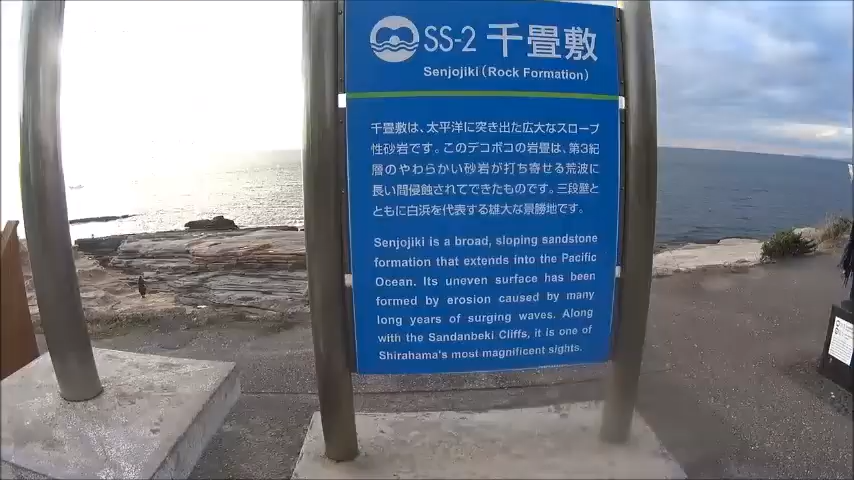 SS-2 千畳敷
Senjojiki(Rock Formation)
千畳敷は、太平洋に突き出た広大なスロープ
性砂岩です。このデコボコの岩畳は、第3紀
層のやわらかい砂岩が打ち寄せる荒波に
長い間侵蝕されてできたものです。三段壁と
ともに白浜を代表する雄大な景勝地です。
Senjojiki is a broad, sloping sandstone
formation that extends into the Pacific
Ocean. Its uneven surface has been
formed by erosion caused by many
long years of surging waves. Along
with the Sandanbeki Cliffs, it is one of
Shirahama's most magnificent sights.